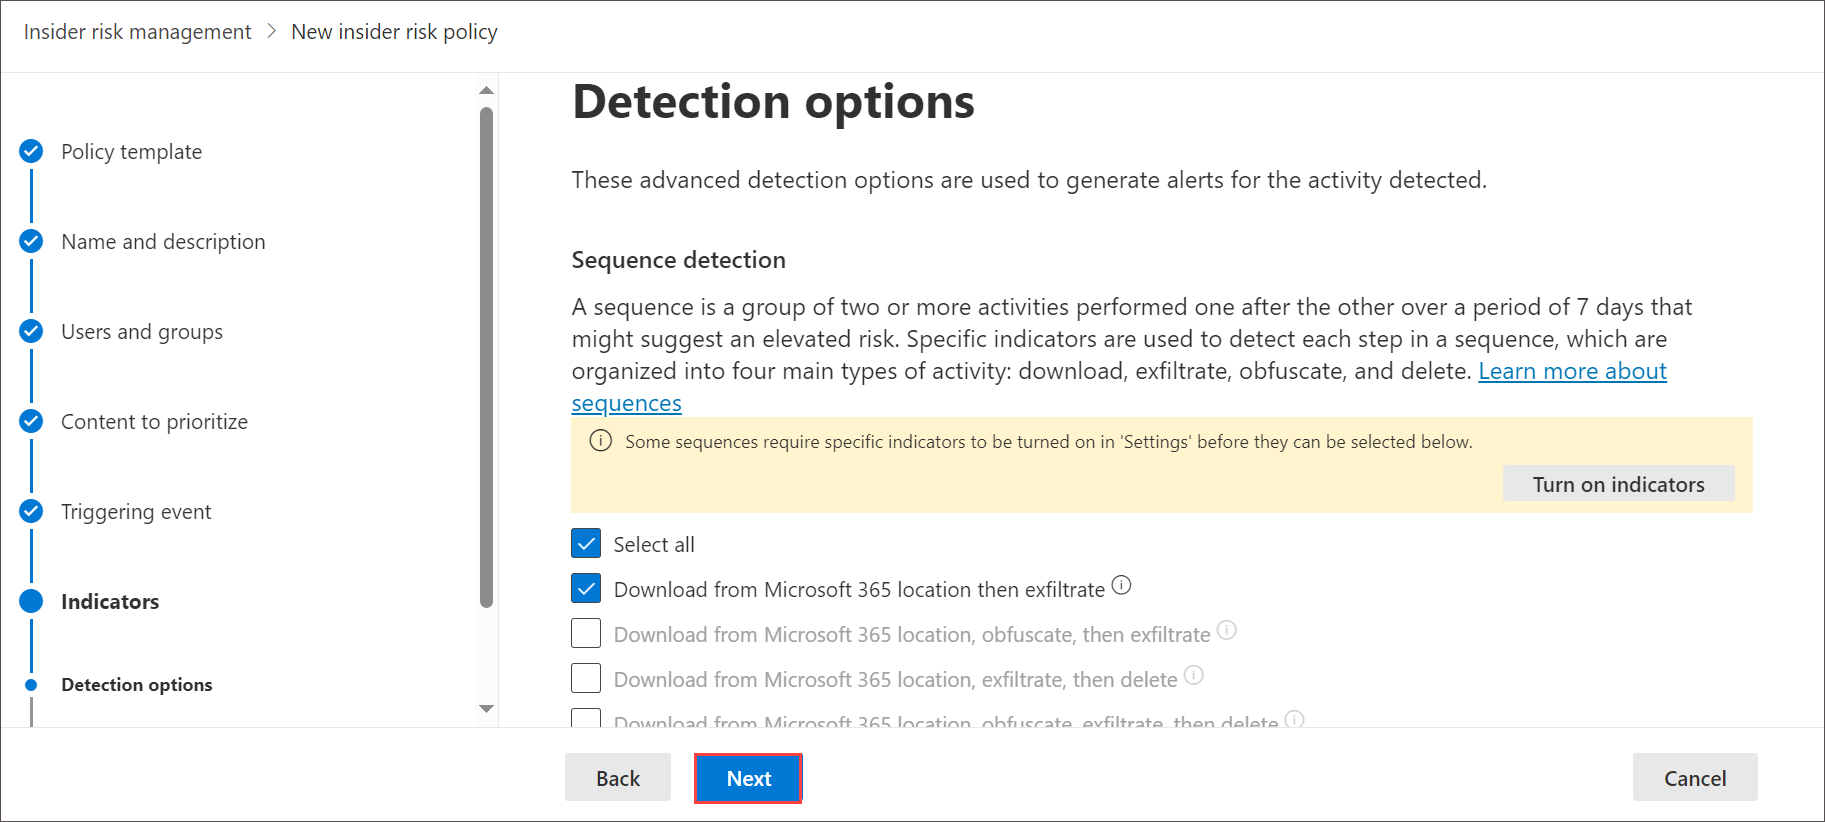 Insider risk management > New insider risk policy
Policy template
Name and description
Users and groups
Content to prioritize
Triggering event
Indicators
Detection options
Detection options
These advanced detection options are used to generate alerts for the activity detected.
Sequence detection
A sequence is a group of two or more activities performed one after the other over a period of 7 days that
might suggest an elevated risk. Specific indicators are used to detect each step in a sequence, which are
organized into four main types of activity: download, exfiltrate, obfuscate, and delete. Learn more about
sequences
Some sequences require specific indicators to be turned on in 'Settings' before they can be selected below.
Turn on indicators
Select all
Download from Microsoft 365 location then exfiltrate
Download from Microsoft 365 location, obfuscate, then exfiltrate
Download from Microsoft 365 location, exfiltrate, then delete
Download from Microsoft 365 location, obfuscate, exfiltrate, then delete
Back
Next
Cancel